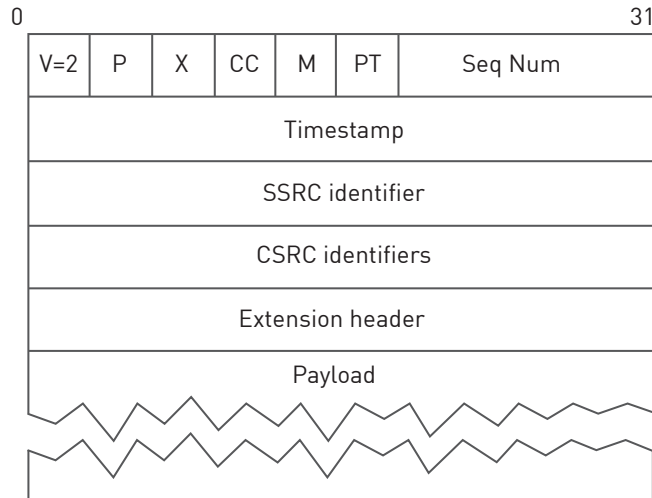 0 31
V=2 P X CC M PT Seq Num
Timestamp
SSRC identifier
CSRC identifiers
Extension header
Payload